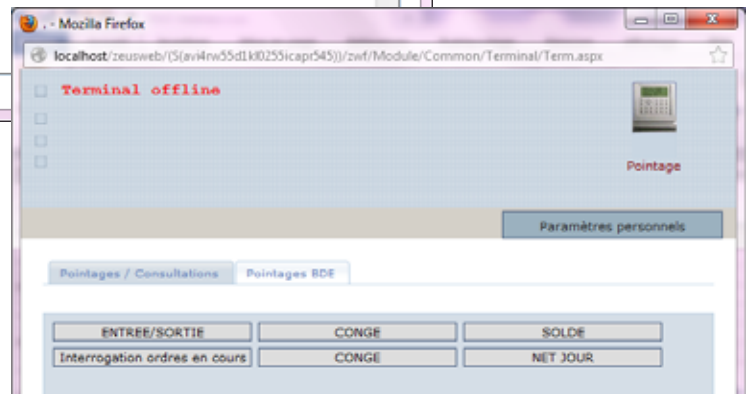 . - Mozilla Firefox
localhost/zeusweb/(S(avi4rw55d1kl0255icapr545))/zwf/Module/Common/Terminal/Term.aspx
Terminal offline
Pointage
Paramètres personnels
Pointages / Consultations Pointages BDE
ENTREE/SORTIE CONGE SOLDE
Interrogation ordres en cours CONGE NET JOUR